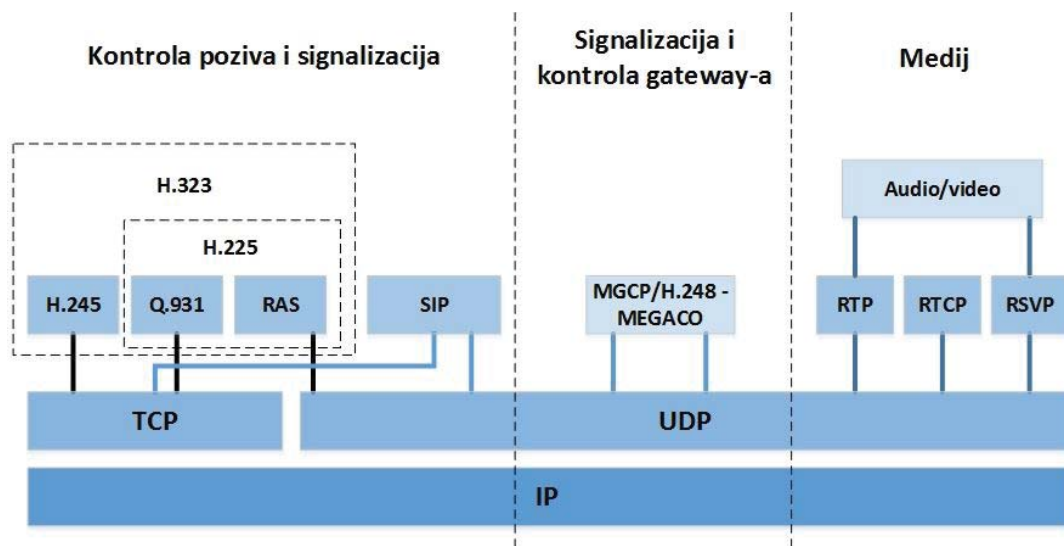 Kontrola poziva i signalizacija
Signalizacija i
kontrola gateway-a
Medij
H.323
H.225
H.245
Q.931
RAS
SIP
MGCP/H.248 -
MEGACO
Audio/video
RTP
RTCP
RSVP
TCP
UDP
IP